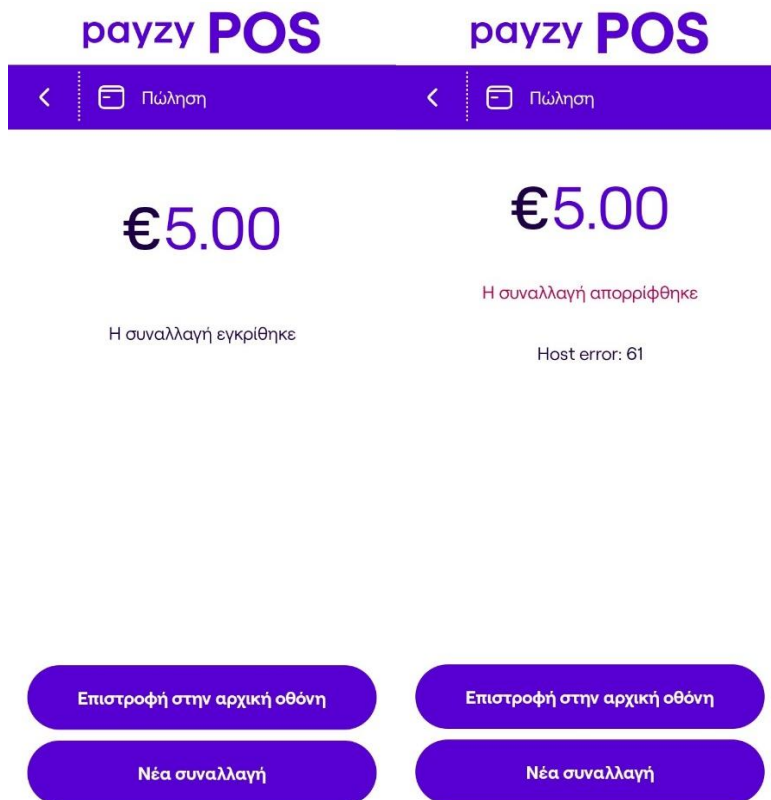 payzy POS
Πώληση
€5.00
Η συναλλαγή εγκρίθηκε
Επιστροφή στην αρχική οθόνη
Νέα συναλλαγή
payzy POS
Πώληση
€5.00
Η συναλλαγή απορρίφθηκε
Host error: 61
Επιστροφή στην αρχική οθόνη
Νέα συναλλαγή